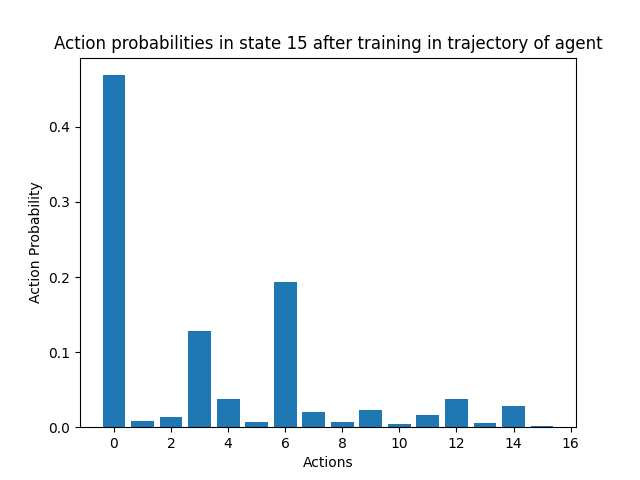 Action probabilities in state 15 after training in trajectory of agent
Action Probability
0.4
0.3
0.2
0.1
0.0
0 2 4 6 8 10 12 14 16
Actions